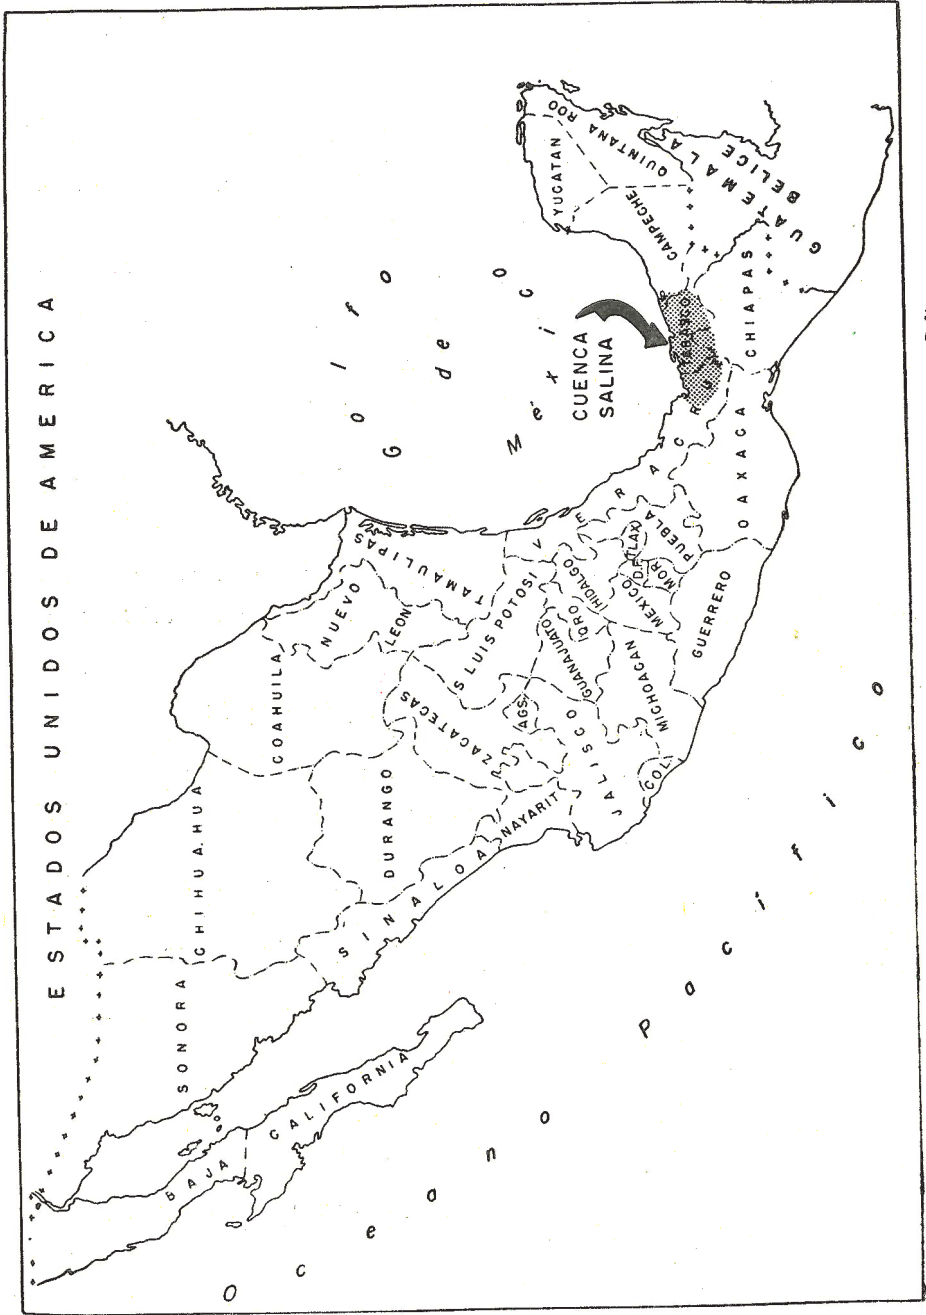 ESTADOS UNIDOS DE AMERICA
SONORA
CHIHUAHUA
COAHUILA
NUEVO
LEON
TAMAULIPAS
BAJA
CALIFORNIA
SINALOA
DURANGO
ZACATECAS
S LUIS POTOSI
NAYARIT
AGS
JALISCO
GUANAJUATO
QRO
HIDALGO
COL.
MICHOACAN
MEXICO
D.F.
TLAX
MOR
PUEBLA
VERACRUZ
GUERRERO
OAXACA
CHIAPAS
TABASCO
CAMPECHE
YUCATAN
QUINTANA ROO
GUATEMALA
BELICE
Golfo
de
México
CUENCA
SALINA
Oceano Pacifico